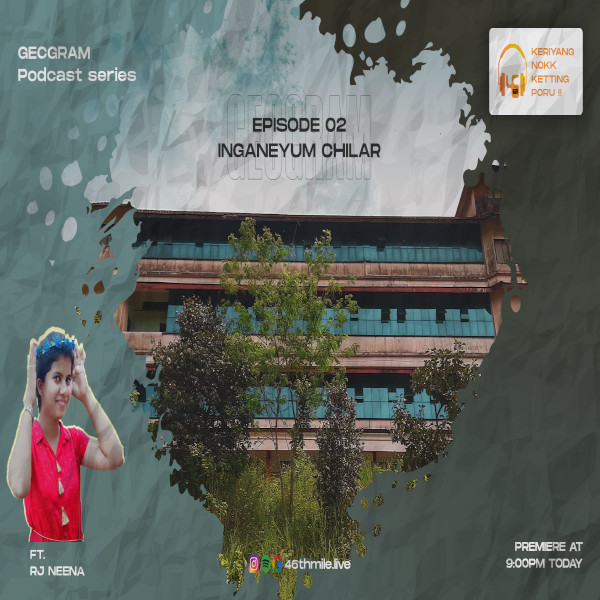 GECGRAM
Podcast series
KERIYANG
NOKK
KETTING
PORU !!
GECGRAM
EPISODE 02
INGANEYUM CHILAR
FT.
RJ NEENA
46thmile.live
PREMIERE AT
9:00PM TODAY